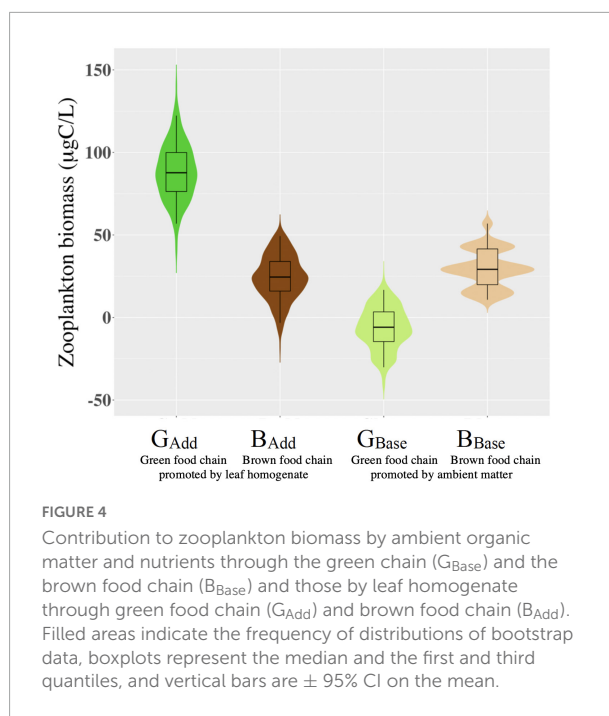 150
100
50
0
-50
Zooplankton biomass (µgC/L)
GAdd BAdd GBase BBase
Green food chain Brown food chain Green food chain Brown food chain
promoted by leaf homogenate promoted by ambient matter
FIGURE 4
Contribution to zooplankton biomass by ambient organic
matter and nutrients through the green chain (GBase) and the
brown food chain (BBase) and those by leaf homogenate
through green food chain (GAdd) and brown food chain (BAdd).
Filled areas indicate the frequency of distributions of bootstrap
data, boxplots represent the median and the first and third
quantiles, and vertical bars are ± 95% CI on the mean.